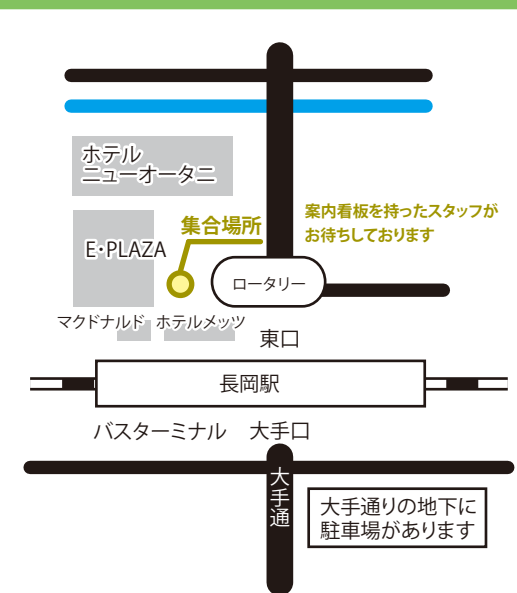 ホテル
ニューオータニ
案内看板を持ったスタッフが
お待ちしております
集合場所
E・PLAZA
ロータリー
マクドナルド
ホテルメッツ
東口
長岡駅
バスターミナル
大手口
大手通
大手通りの地下に
駐車場があります